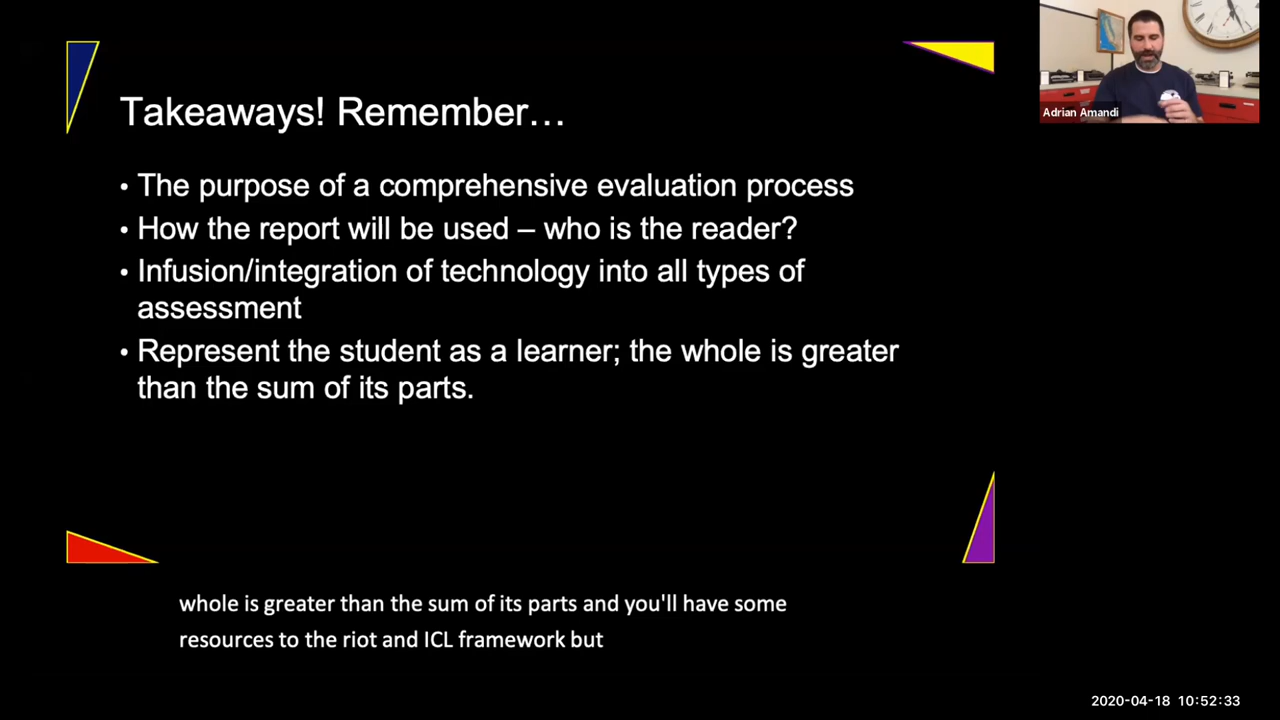 Takeaways! Remember…
• The purpose of a comprehensive evaluation process
• How the report will be used – who is the reader?
• Infusion/integration of technology into all types of
assessment
• Represent the student as a learner; the whole is greater
than the sum of its parts.
Adrian Amandi
whole is greater than the sum of its parts and you'll have some
resources to the riot and ICL framework but
2020-04-18 10:52:33